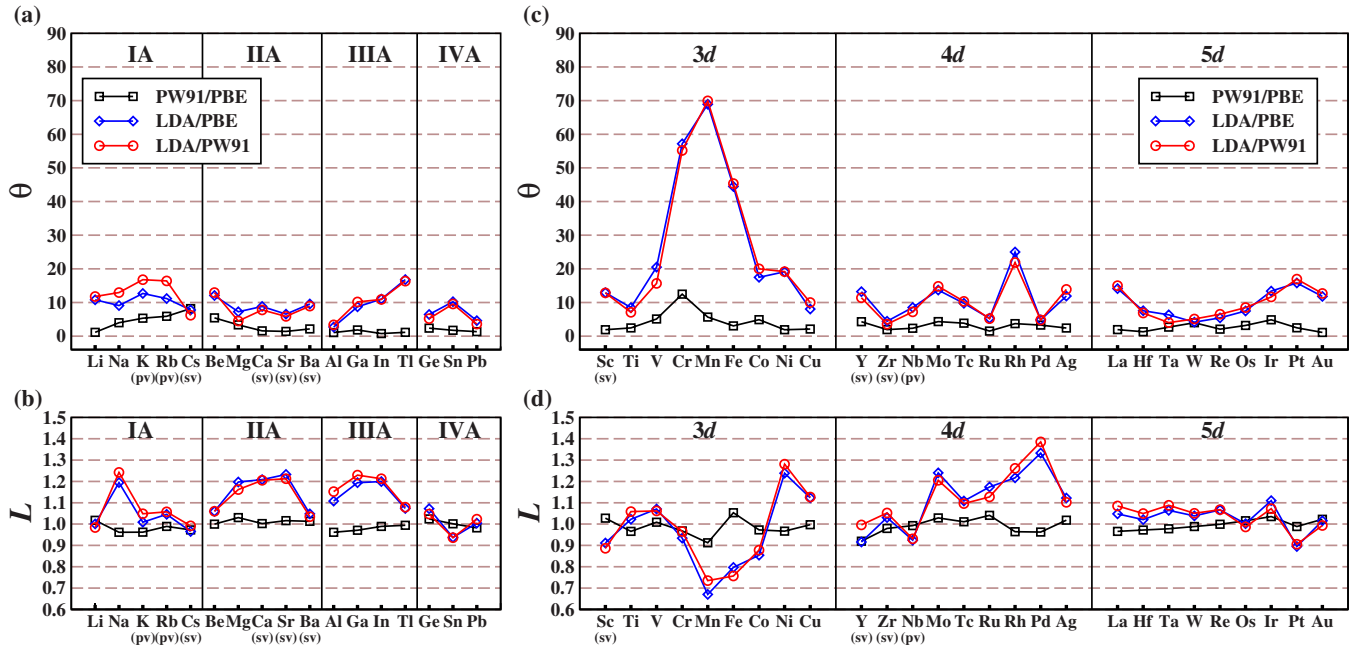 (a)
IA IIA IIIA IVA
90
80
70
60
50
40
30
20
10
0
θ
PW91/PBE
LDA/PBE
LDA/PW91
Li Na K Rb Cs Be Mg Ca Sr Ba Al Ga In Tl Ge Sn Pb
(pv) (pv) (sv) (sv) (sv) (sv)
(b)
IA IIA IIIA IVA
1.5
1.4
1.3
1.2
1.1
1.0
0.9
0.8
0.7
0.6
L
Li Na K Rb Cs Be Mg Ca Sr Ba Al Ga In Tl Ge Sn Pb
(pv) (pv) (sv) (sv) (sv) (sv)
(c)
3d 4d 5d
90
80
70
60
50
40
30
20
10
0
θ
PW91/PBE
LDA/PBE
LDA/PW91
Sc Ti V Cr Mn Fe Co Ni Cu Y Zr Nb Mo Tc Ru Rh Pd Ag La Hf Ta W Re Os Ir Pt Au
(sv) (sv) (sv) (pv)
(d)
3d 4d 5d
1.5
1.4
1.3
1.2
1.1
1.0
0.9
0.8
0.7
0.6
L
Sc Ti V Cr Mn Fe Co Ni Cu Y Zr Nb Mo Tc Ru Rh Pd Ag La Hf Ta W Re Os Ir Pt Au
(sv) (sv) (sv) (pv)